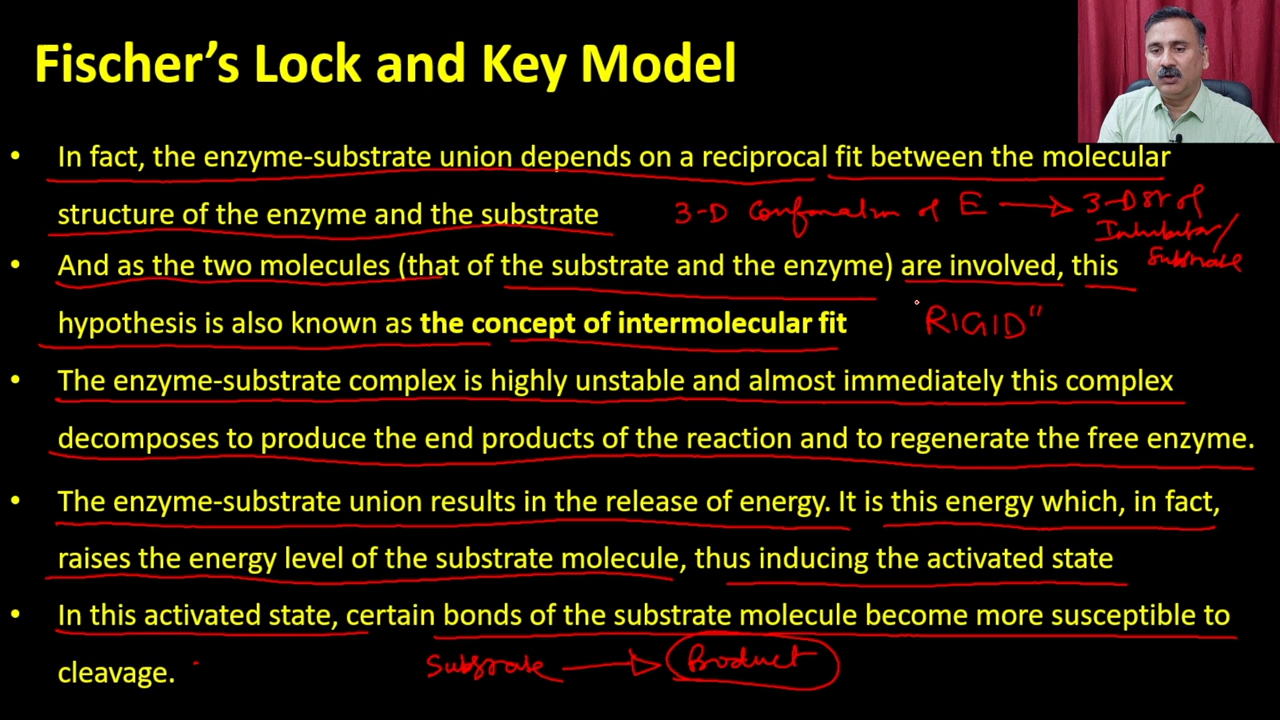 Fischer's Lock and Key Model
• In fact, the enzyme-substrate union depends on a reciprocal fit between the molecular
structure of the enzyme and the substrate
3-D Conformation of E → 3-D str of
Inhibitor/
Substrate
• And as the two molecules (that of the substrate and the enzyme) are involved, this
hypothesis is also known as the concept of intermolecular fit
"RIGID"
• The enzyme-substrate complex is highly unstable and almost immediately this complex
decomposes to produce the end products of the reaction and to regenerate the free enzyme.
• The enzyme-substrate union results in the release of energy. It is this energy which, in fact,
raises the energy level of the substrate molecule, thus inducing the activated state
• In this activated state, certain bonds of the substrate molecule become more susceptible to
cleavage.
Substrate → Product